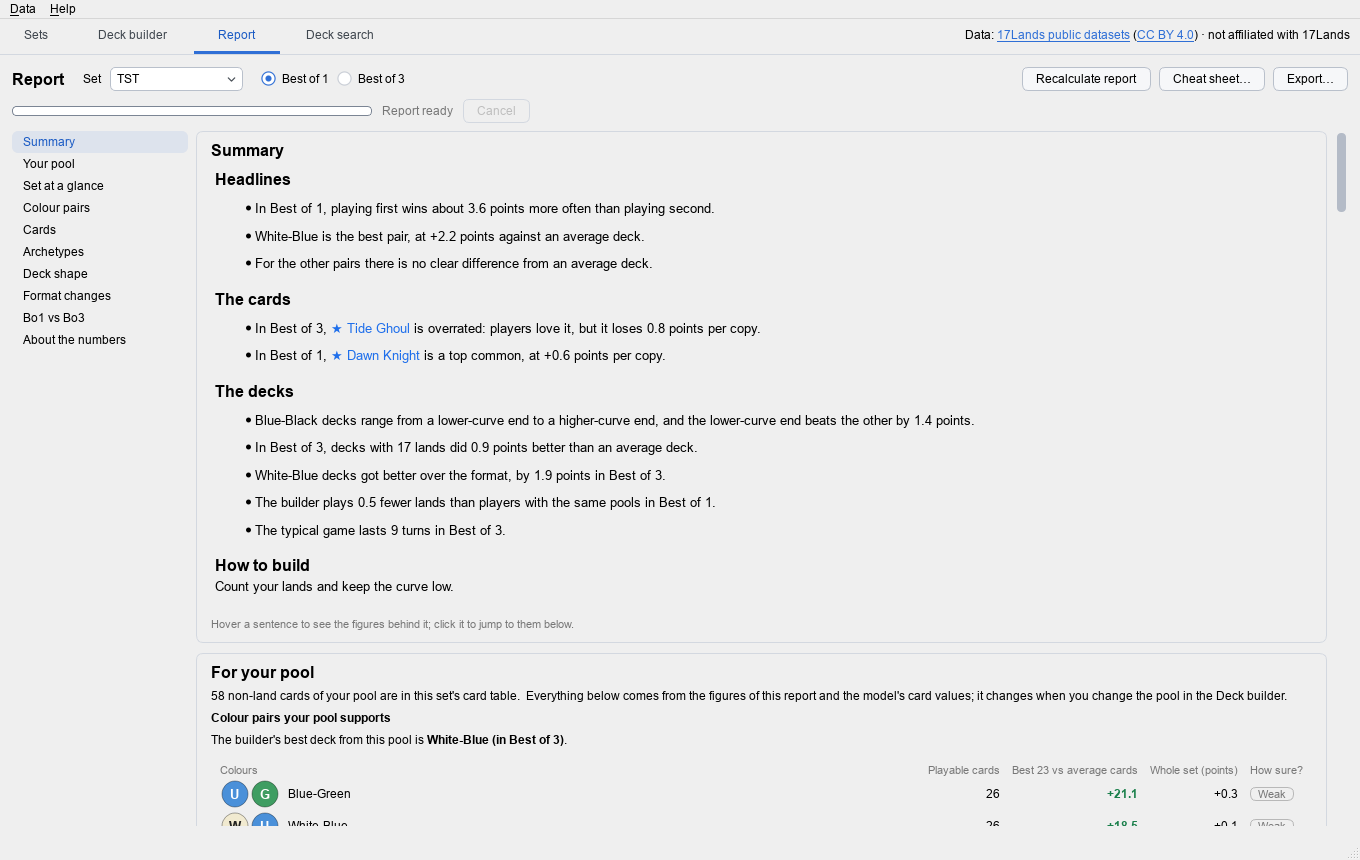 Data Help
Sets Deck builder Report Deck search Data: 17Lands public datasets (CC BY 4.0) · not affiliated with 17Lands
Report Set TST Best of 1 Best of 3 Recalculate report Cheat sheet… Export…
Report ready Cancel
Summary
Your pool
Set at a glance
Colour pairs
Cards
Archetypes
Deck shape
Format changes
Bo1 vs Bo3
About the numbers
Summary
Headlines
• In Best of 1, playing first wins about 3.6 points more often than playing second.
• White-Blue is the best pair, at +2.2 points against an average deck.
• For the other pairs there is no clear difference from an average deck.
The cards
• In Best of 3, ★ Tide Ghoul is overrated: players love it, but it loses 0.8 points per copy.
• In Best of 1, ★ Dawn Knight is a top common, at +0.6 points per copy.
The decks
• Blue-Black decks range from a lower-curve end to a higher-curve end, and the lower-curve end beats the other by 1.4 points.
• In Best of 3, decks with 17 lands did 0.9 points better than an average deck.
• White-Blue decks got better over the format, by 1.9 points in Best of 3.
• The builder plays 0.5 fewer lands than players with the same pools in Best of 1.
• The typical game lasts 9 turns in Best of 3.
How to build
Count your lands and keep the curve low.
Hover a sentence to see the figures behind it; click it to jump to them below.
For your pool
58 non-land cards of your pool are in this set's card table. Everything below comes from the figures of this report and the model's card values; it changes when you change the pool in the Deck builder.
Colour pairs your pool supports
The builder's best deck from this pool is White-Blue (in Best of 3).
Colours Playable cards Best 23 vs average cards Whole set (points) How sure?
U G Blue-Green 26 +21.1 +0.3 Weak
W U White-Blue 26 +18.5 +0.1 Weak